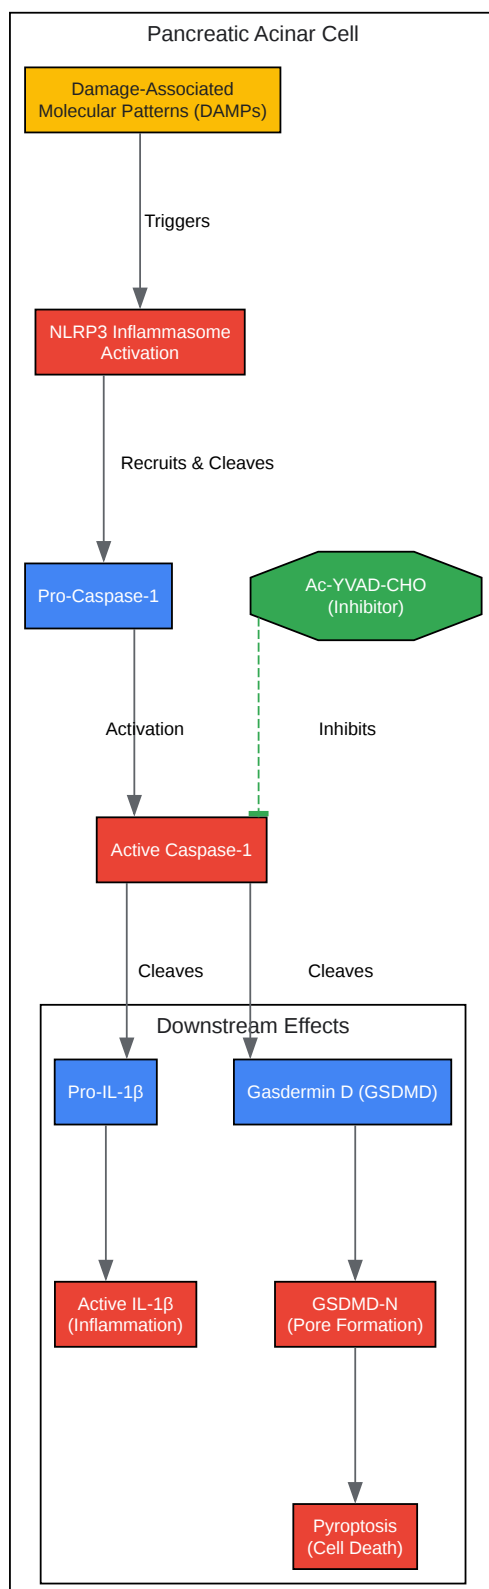 Pancreatic Acinar Cell
Damage-Associated
Molecular Patterns (DAMPs)
Triggers
NLRP3 Inflammasome
Activation
Recruits & Cleaves
Pro-Caspase-1
Ac-YVAD-CHO
(Inhibitor)
Activation
Inhibits
Active Caspase-1
Cleaves
Cleaves
Downstream Effects
Pro-IL-1β
Gasdermin D (GSDMD)
Active IL-1β
(Inflammation)
GSDMD-N
(Pore Formation)
Pyroptosis
(Cell Death)